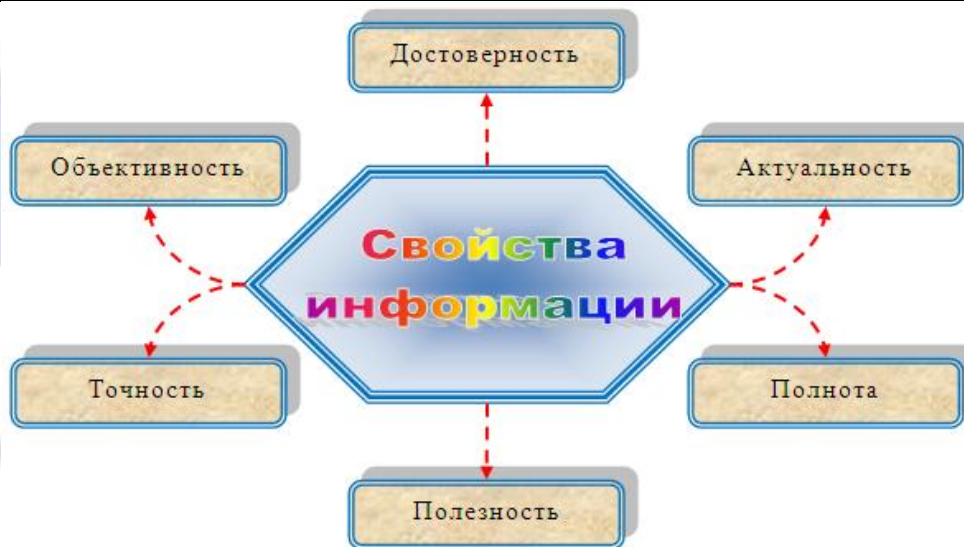 Достоверность
Объективность
Актуальность
Свойства
информации
Точность
Полнота
Полезность